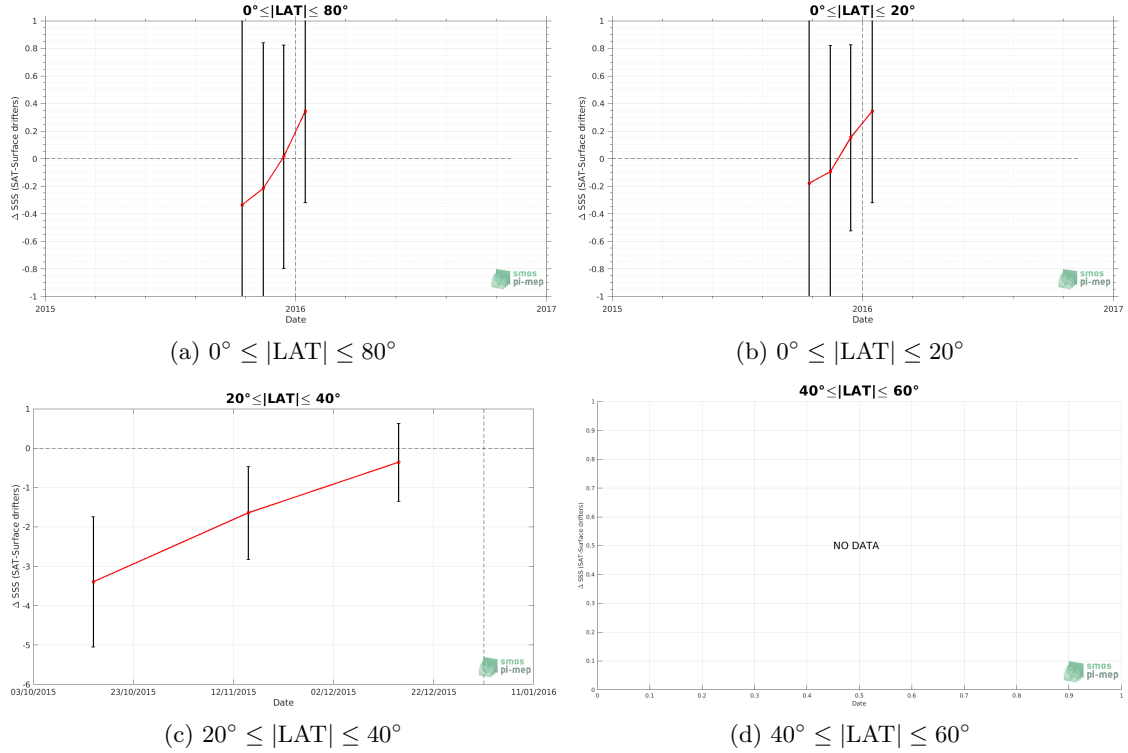 0°≤|LAT|≤ 80°
1
0.8
0.6
0.4
0.2
0
-0.2
-0.4
-0.6
-0.8
-1
Δ SSS (SAT-Surface drifters)
2015
2016
2017
Date
smos
pi-mep
(a) 0° ≤ |LAT| ≤ 80°
0°≤|LAT|≤ 20°
1
0.8
0.6
0.4
0.2
0
-0.2
-0.4
-0.6
-0.8
-1
Δ SSS (SAT-Surface drifters)
2015
2016
2017
Date
smos
pi-mep
(b) 0° ≤ |LAT| ≤ 20°
20°≤|LAT|≤ 40°
1
0
-1
-2
-3
-4
-5
-6
Δ SSS (SAT-Surface drifters)
03/10/2015
23/10/2015
12/11/2015
02/12/2015
22/12/2015
11/01/2016
Date
smos
pi-mep
(c) 20° ≤ |LAT| ≤ 40°
40°≤|LAT|≤ 60°
1
0.9
0.8
0.7
0.6
0.5
0.4
0.3
0.2
0.1
0
Δ SSS (SAT-Surface drifters)
NO DATA
0
0.1
0.2
0.3
0.4
0.5
0.6
0.7
0.8
0.9
1
Date
smos
pi-mep
(d) 40° ≤ |LAT| ≤ 60°